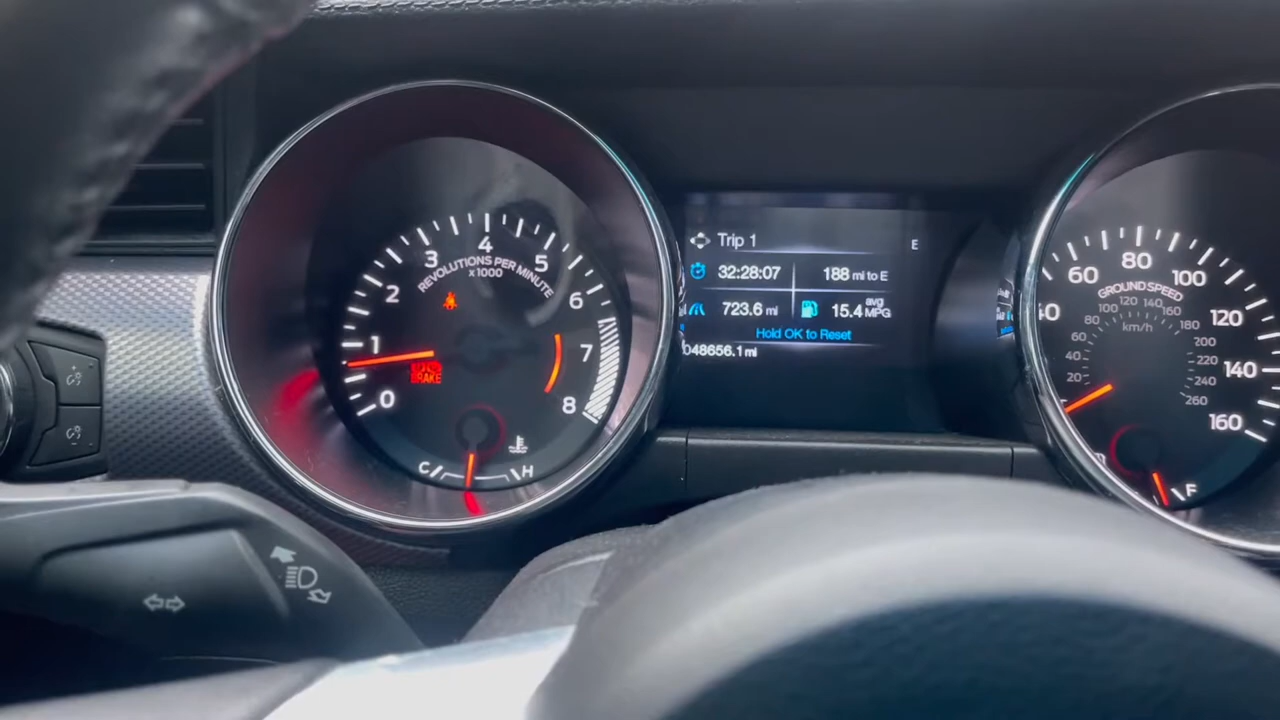 0
1
2
3
4
5
6
7
8
REVOLUTIONS PER MINUTE
x1000
BRAKE
C H
Trip 1
E
32:28:07 188 mi to E
723.6 mi 15.4 avg MPG
Hold OK to Reset
048656.1 mi
40
60
80
100
120
140
160
GROUND SPEED
km/h
20
40
60
80
100
120
140
160
180
200
220
240
260
F